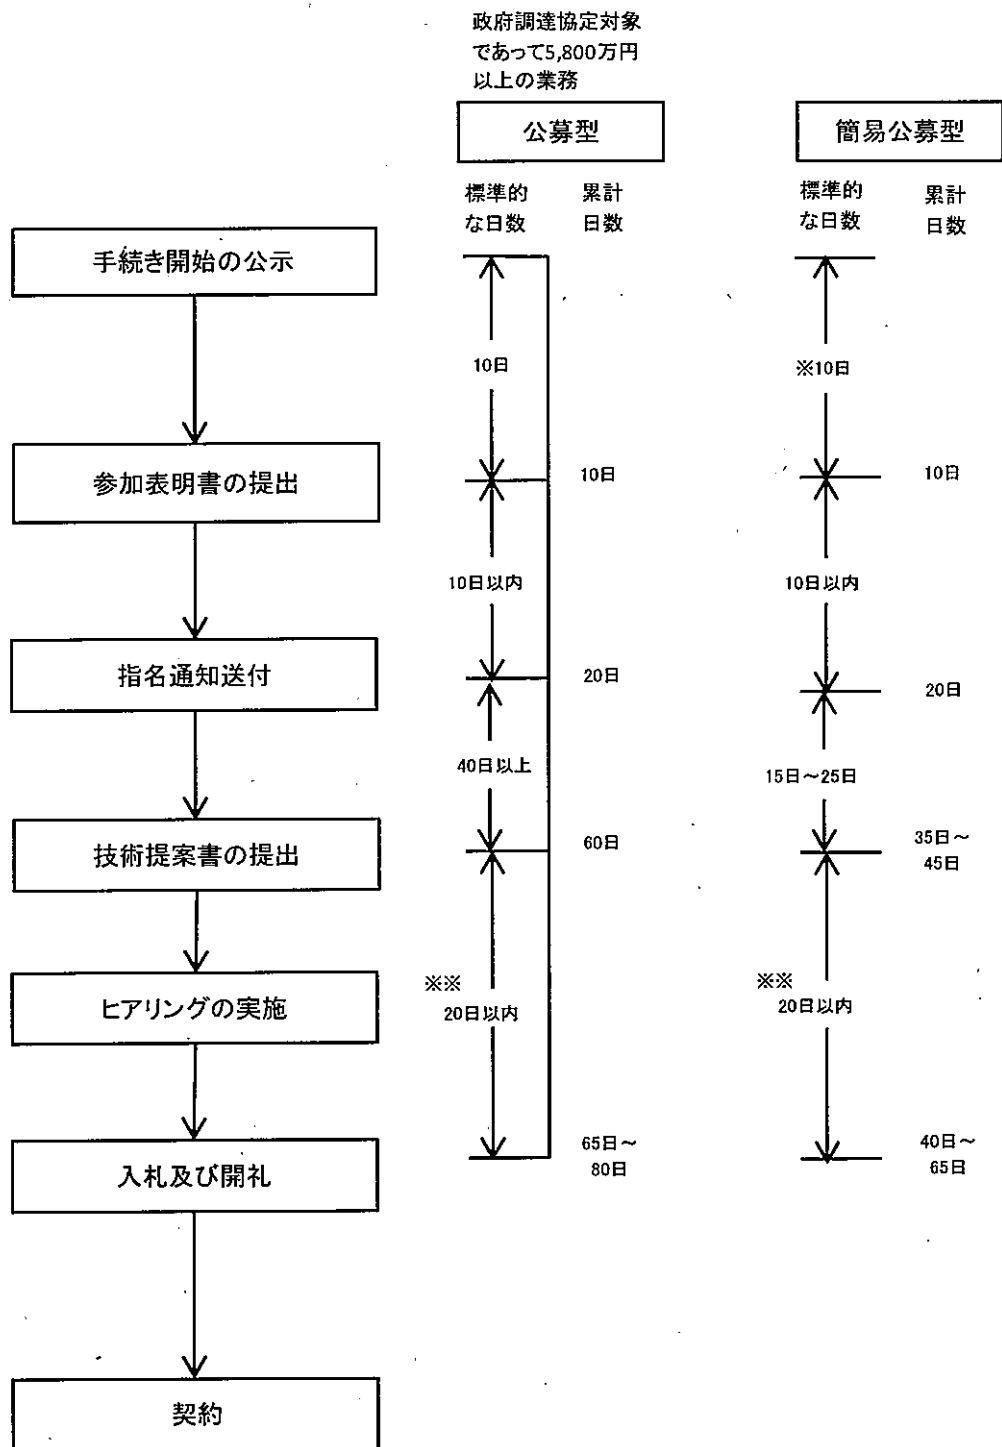 政府調達協定対象
であって5,800万円
以上の業務
公募型
簡易公募型
標準的
な日数
累計
日数
標準的
な日数
累計
日数
手続き開始の公示
10日
※10日
参加表明書の提出
10日
10日
10日以内
10日以内
指名通知送付
20日
20日
40日以上
15日～25日
技術提案書の提出
60日
35日～
45日
ヒアリングの実施
※※
20日以内
※※
20日以内
入札及び開礼
65日～
80日
40日～
65日
契約